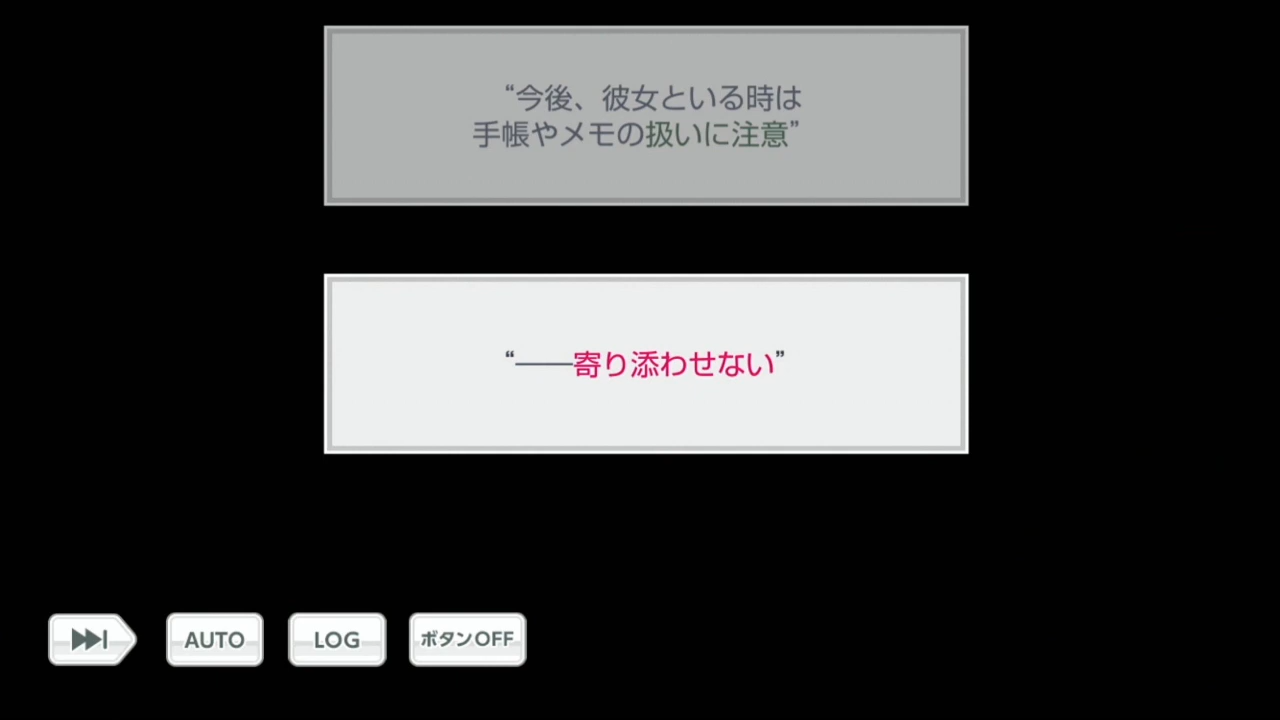 “今後、彼女といる時は
手帳やメモの扱いに注意”
“――寄り添わせない”
AUTO
LOG
ボタンOFF